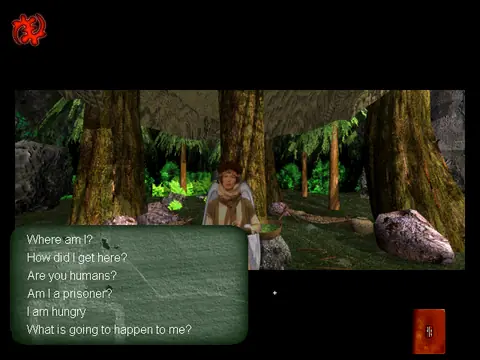 Where am I?
How did I get here?
Are you humans?
Am I a prisoner?
I am hungry
What is going to happen to me?